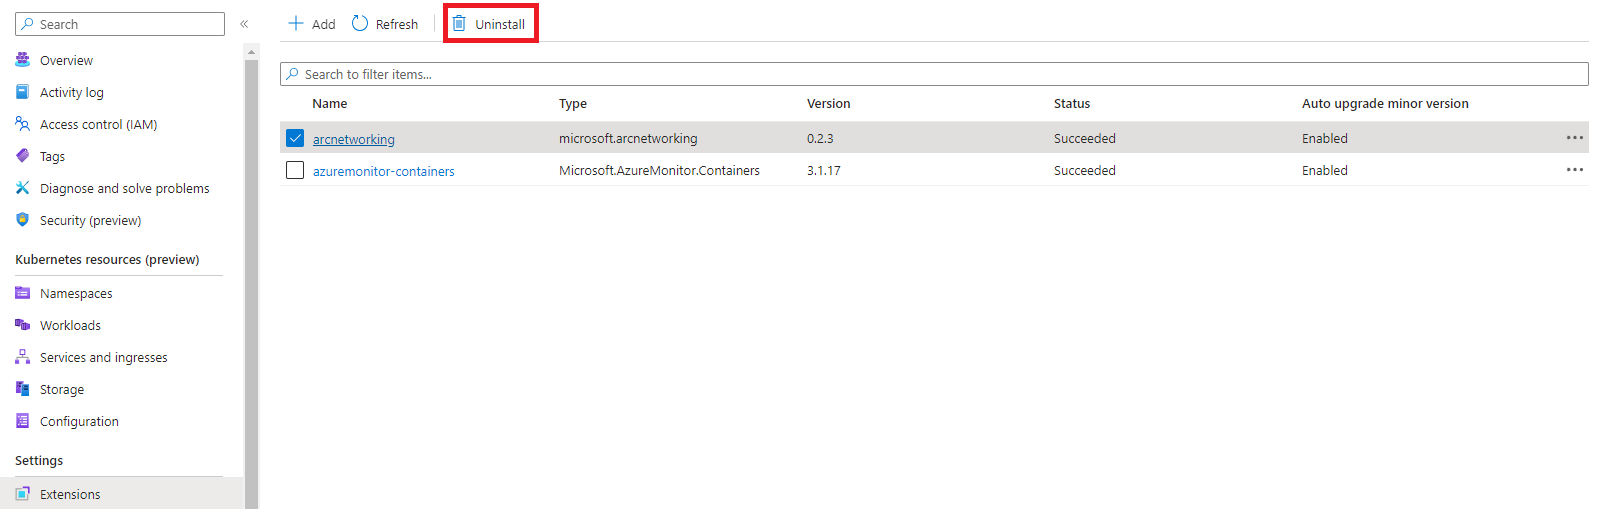 Search
«
Add Refresh Uninstall
Overview
Activity log
Access control (IAM)
Tags
Diagnose and solve problems
Security (preview)
Kubernetes resources (preview)
Namespaces
Workloads
Services and ingresses
Storage
Configuration
Settings
Extensions
Search to filter items...
Name Type Version Status Auto upgrade minor version
arcnetworking microsoft.arcnetworking 0.2.3 Succeeded Enabled ...
azuremonitor-containers Microsoft.AzureMonitor.Containers 3.1.17 Succeeded Enabled ...